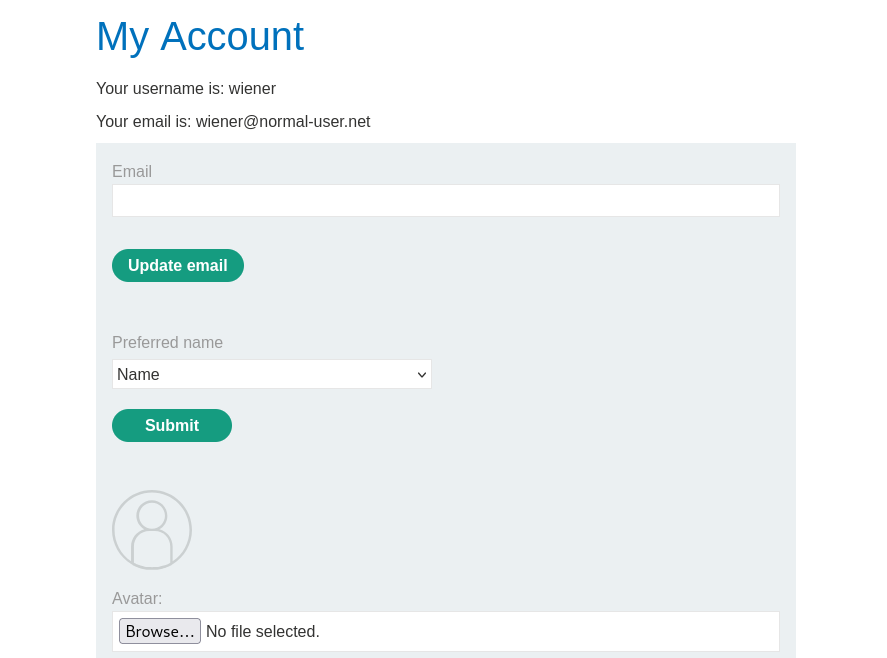 My Account
Your username is: wiener
Your email is: wiener@normal-user.net
Email
Update email
Preferred name
Name
Submit
Avatar:
Browse... No file selected.